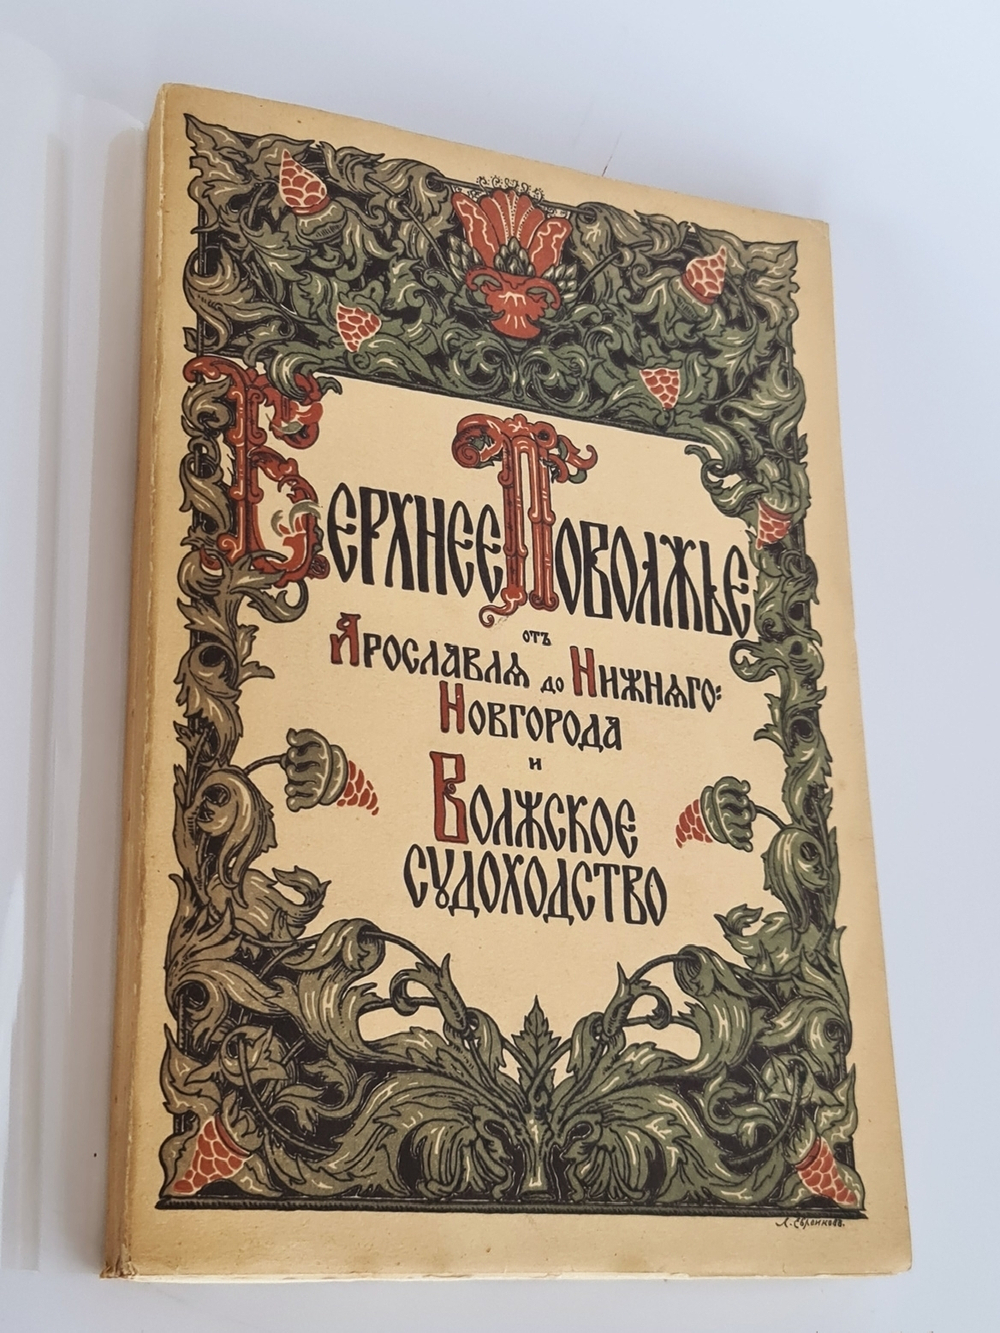 Верхнее Поволжье
отъ
Ярославля до Нижняго-
Новгорода
и
Волжское
судоходство